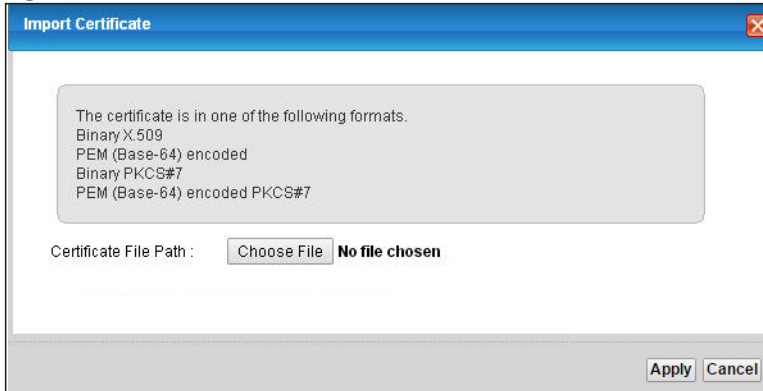 Import Certificate
The certificate is in one of the following formats.
Binary X.509
PEM (Base-64) encoded
Binary PKCS#7
PEM (Base-64) encoded PKCS#7
Certificate File Path : Choose File No file chosen
Apply Cancel